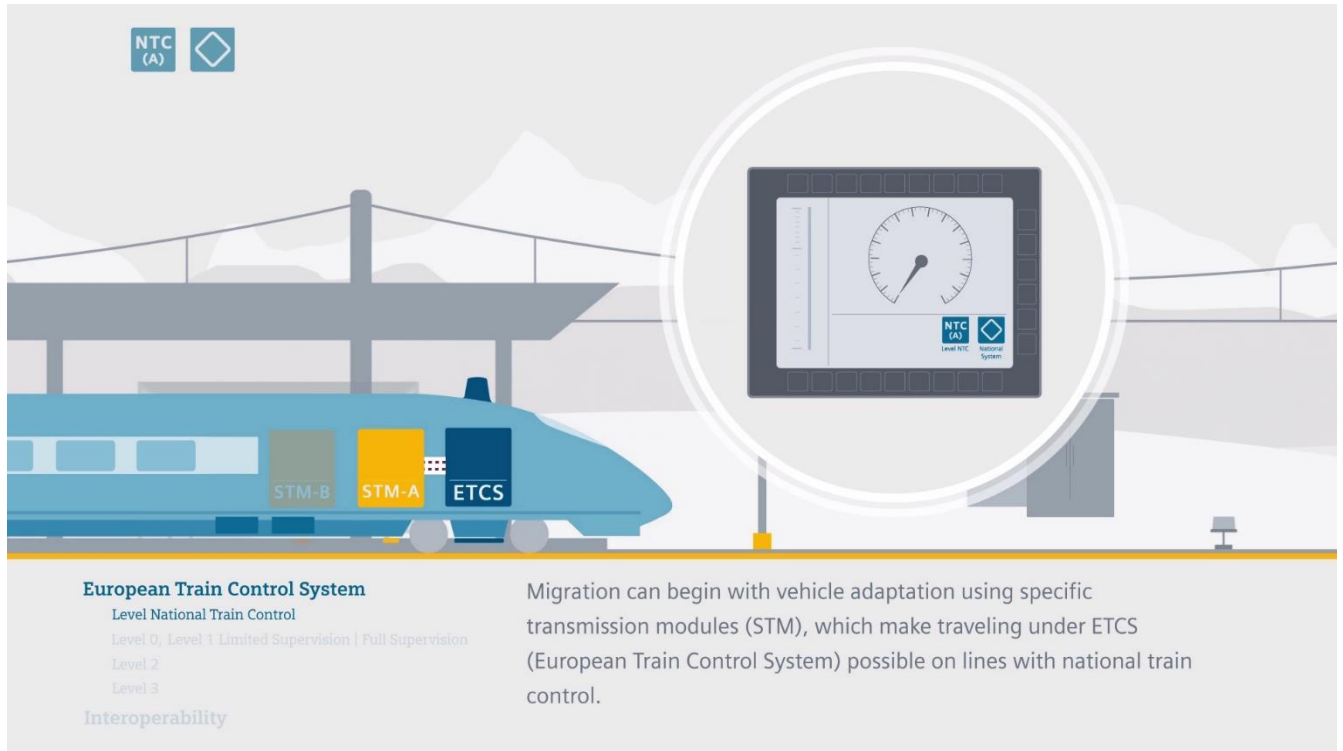 NTC
(A)
NTC
(A)
Level NTC
National
System
STM-B
STM-A
ETCS
European Train Control System
Level National Train Control
Level 0, Level 1 Limited Supervision | Full Supervision
Level 2
Level 3
Interoperability
Migration can begin with vehicle adaptation using specific
transmission modules (STM), which make traveling under ETCS
(European Train Control System) possible on lines with national train
control.